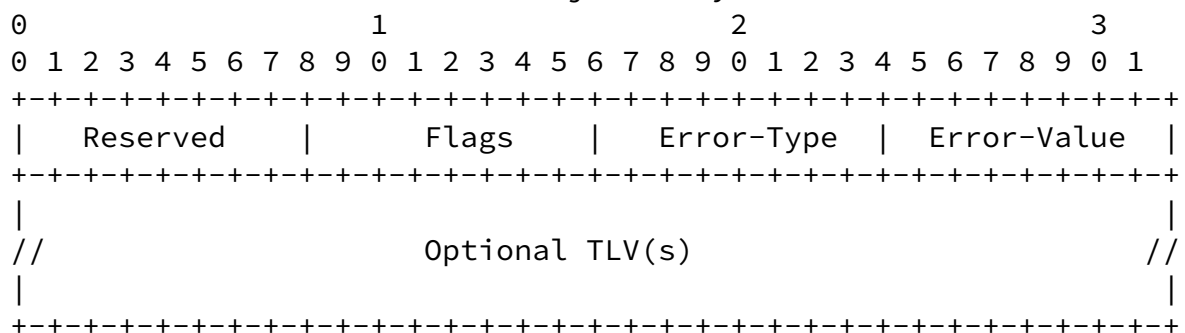 0                   1                   2                   3
0 1 2 3 4 5 6 7 8 9 0 1 2 3 4 5 6 7 8 9 0 1 2 3 4 5 6 7 8 9 0 1
+-+-+-+-+-+-+-+-+-+-+-+-+-+-+-+-+-+-+-+-+-+-+-+-+-+-+-+-+-+-+-+-+
|   Reserved    |      Flags    |   Error-Type  |  Error-Value  |
+-+-+-+-+-+-+-+-+-+-+-+-+-+-+-+-+-+-+-+-+-+-+-+-+-+-+-+-+-+-+-+-+
|                                                               |
//                     Optional TLV(s)                         //
|                                                               |
+-+-+-+-+-+-+-+-+-+-+-+-+-+-+-+-+-+-+-+-+-+-+-+-+-+-+-+-+-+-+-+-+